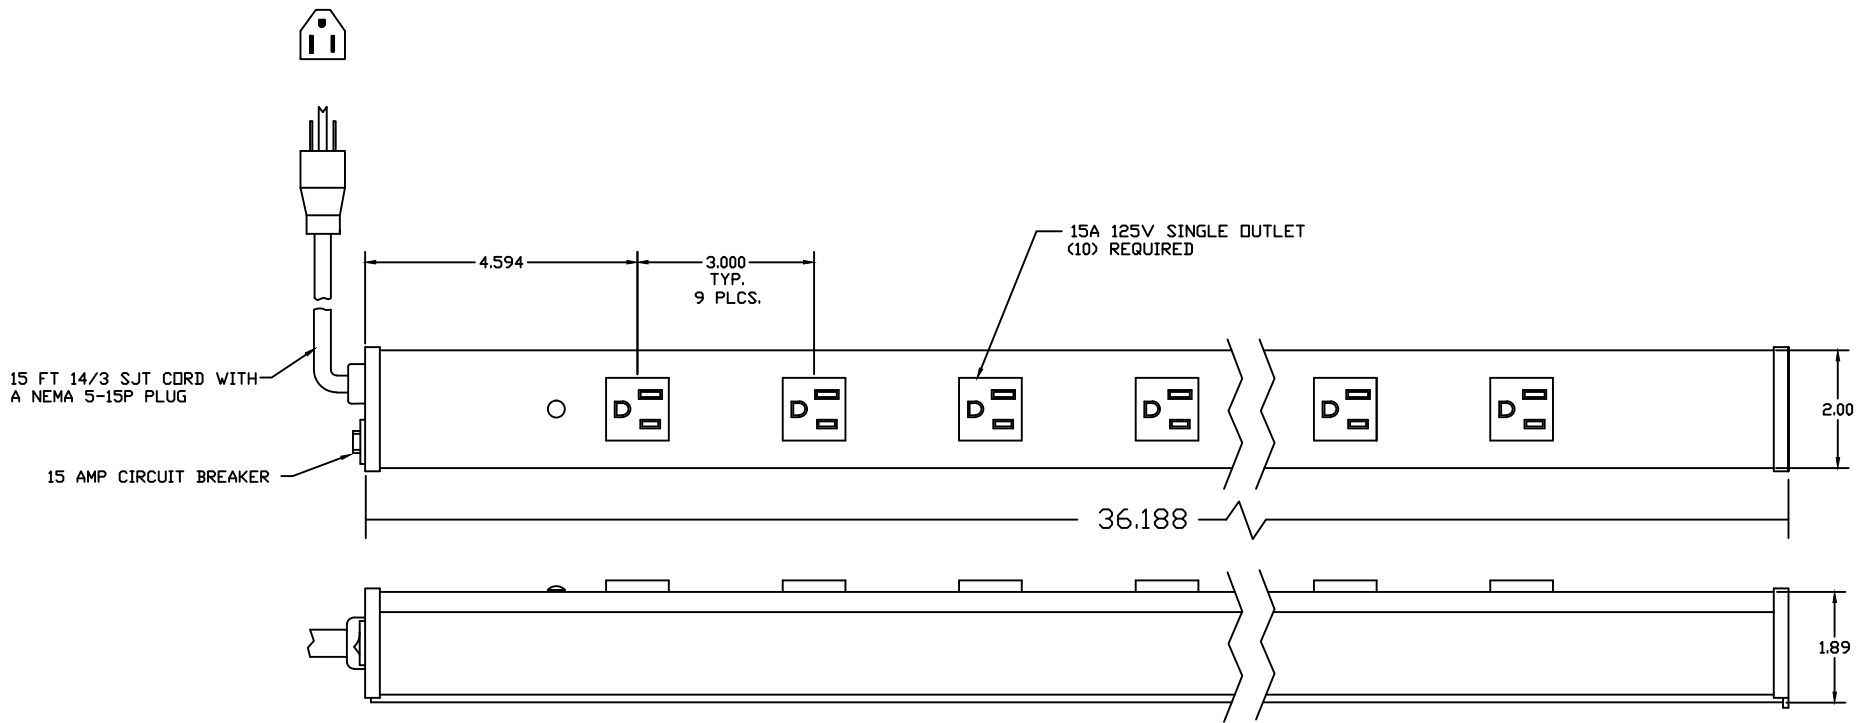 15A 125V SINGLE OUTLET
(10) REQUIRED
4.594
3.000
TYP.
9 PLCS.
15 FT 14/3 SJT CORD WITH
A NEMA 5-15P PLUG
2.00
15 AMP CIRCUIT BREAKER
36.188
1.89